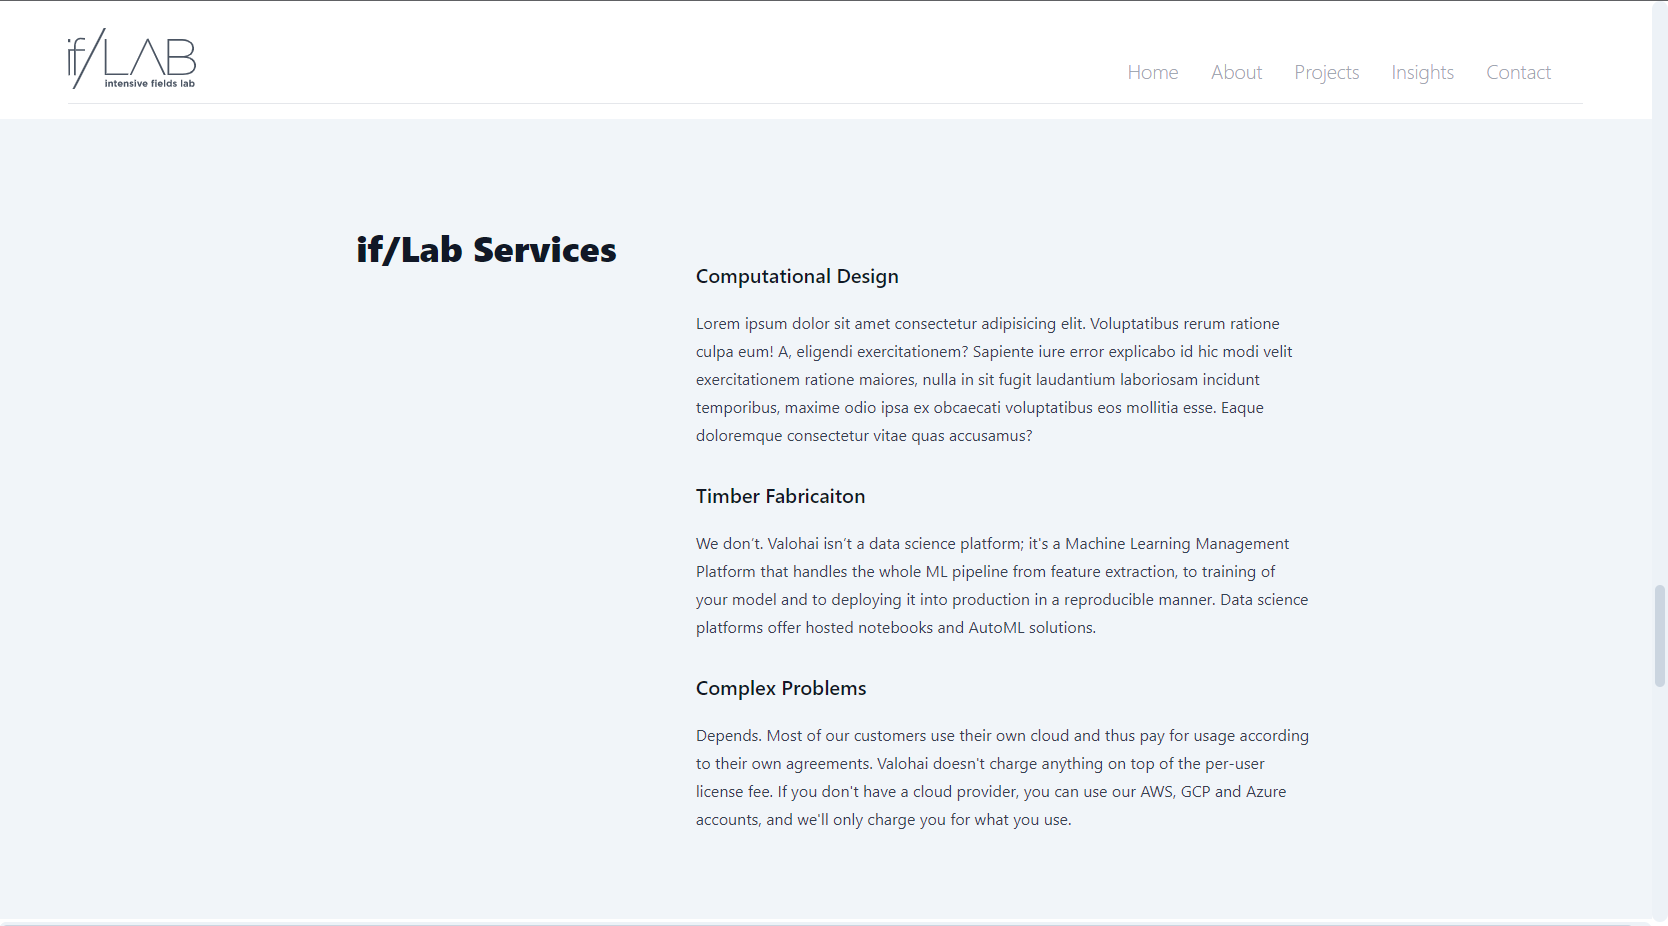 if/LAB
intensive fields lab
Home About Projects Insights Contact
if/Lab Services
Computational Design
Lorem ipsum dolor sit amet consectetur adipisicing elit. Voluptatibus rerum ratione
culpa eum! A, eligendi exercitationem? Sapiente iure error explicabo id hic modi velit
exercitationem ratione maiores, nulla in sit fugit laudantium laboriosam incidunt
temporibus, maxime odio ipsa ex obcaecati voluptatibus eos mollitia esse. Eaque
doloremque consectetur vitae quas accusamus?
Timber Fabricaiton
We don’t. Valohai isn’t a data science platform; it's a Machine Learning Management
Platform that handles the whole ML pipeline from feature extraction, to training of
your model and to deploying it into production in a reproducible manner. Data science
platforms offer hosted notebooks and AutoML solutions.
Complex Problems
Depends. Most of our customers use their own cloud and thus pay for usage according
to their own agreements. Valohai doesn't charge anything on top of the per-user
license fee. If you don't have a cloud provider, you can use our AWS, GCP and Azure
accounts, and we'll only charge you for what you use.